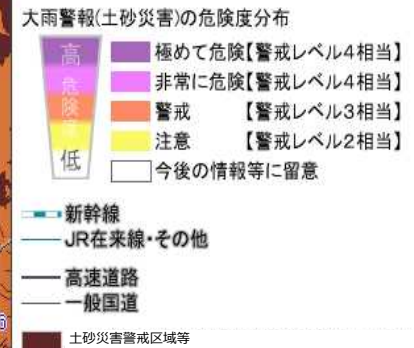 大雨警報(土砂災害)の危険度分布
高
危険度
低
極めて危険【警戒レベル4相当】
非常に危険【警戒レベル4相当】
警戒 【警戒レベル3相当】
注意 【警戒レベル2相当】
今後の情報等に留意
新幹線
JR在来線・その他
高速道路
一般国道
土砂災害警戒区域等